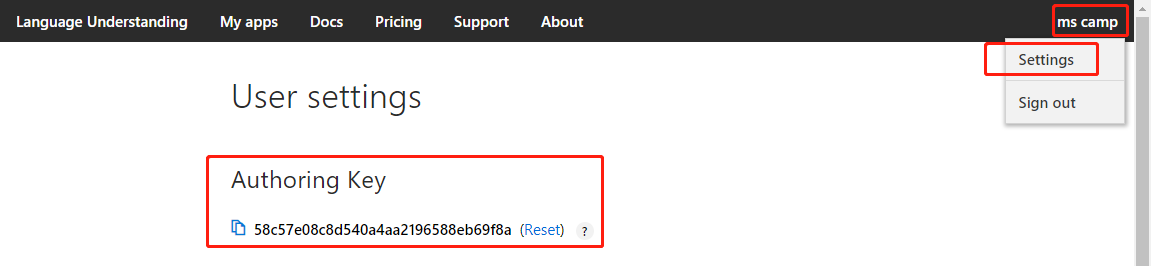 Language Understanding My apps Docs Pricing Support About ms camp
Settings
Sign out
User settings
Authoring Key
58c57e08c8d540a4aa2196588eb69f8a (Reset) ?